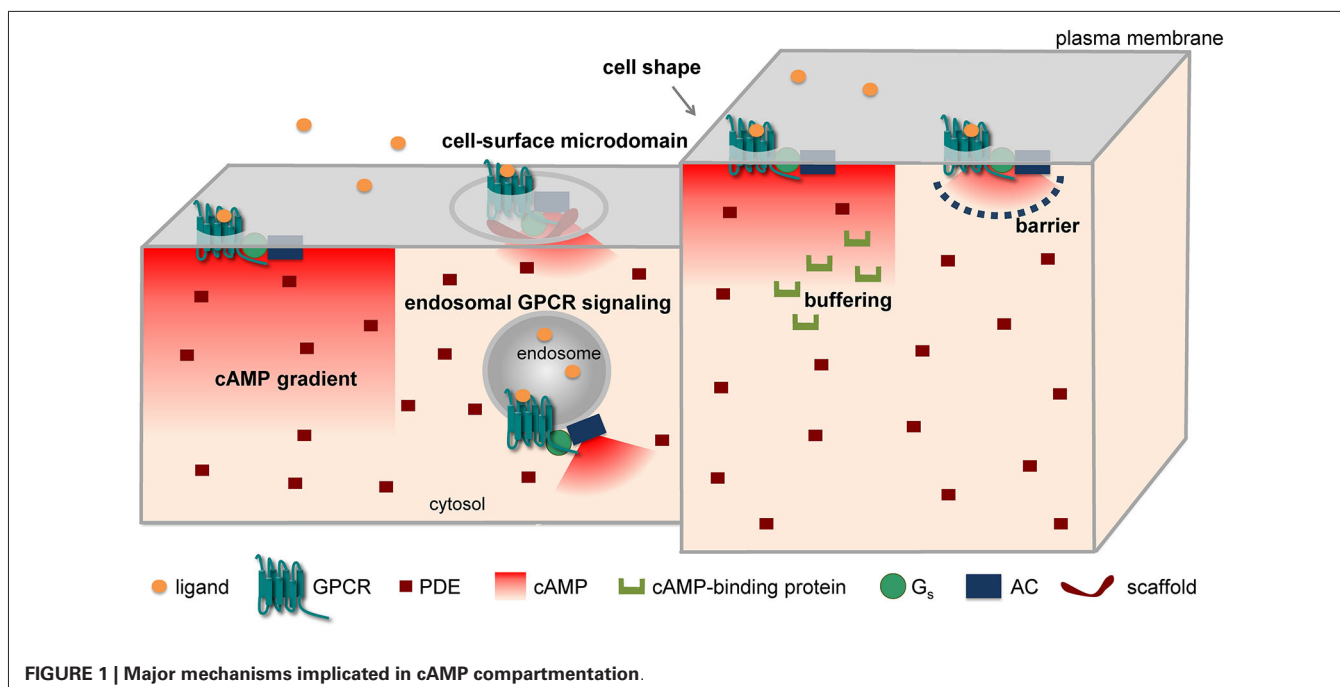 plasma membrane
cell shape
cell-surface microdomain
barrier
endosomal GPCR signaling
buffering
endosome
cAMP gradient
cytosol
ligand GPCR PDE cAMP cAMP-binding protein Gs AC scaffold
FIGURE 1 | Major mechanisms implicated in cAMP compartmentation.